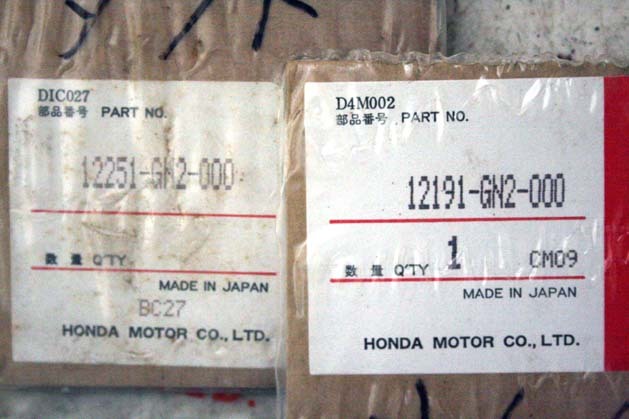 DIC027
部品番号 PART NO.
12251-GN2-000
数量 Q'TY
MADE IN JAPAN
BC27
HONDA MOTOR CO., LTD.
D4M002
部品番号 PART NO.
12191-GN2-000
数量 Q'TY 1 CM09
MADE IN JAPAN
HONDA MOTOR CO., LTD.